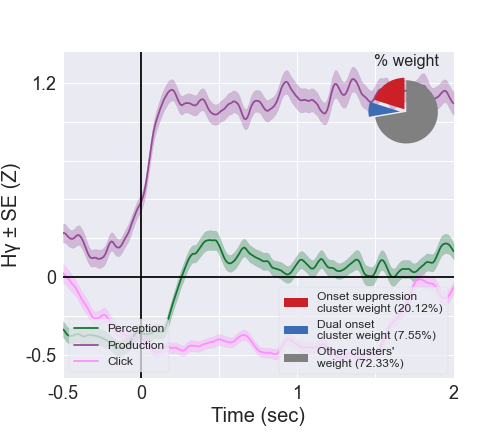 % weight
1.2
0
-0.5
Hγ ± SE (Z)
Perception
Production
Click
Onset suppression
cluster weight (20.12%)
Dual onset
cluster weight (7.55%)
Other clusters'
weight (72.33%)
-0.5 0 1 2
Time (sec)